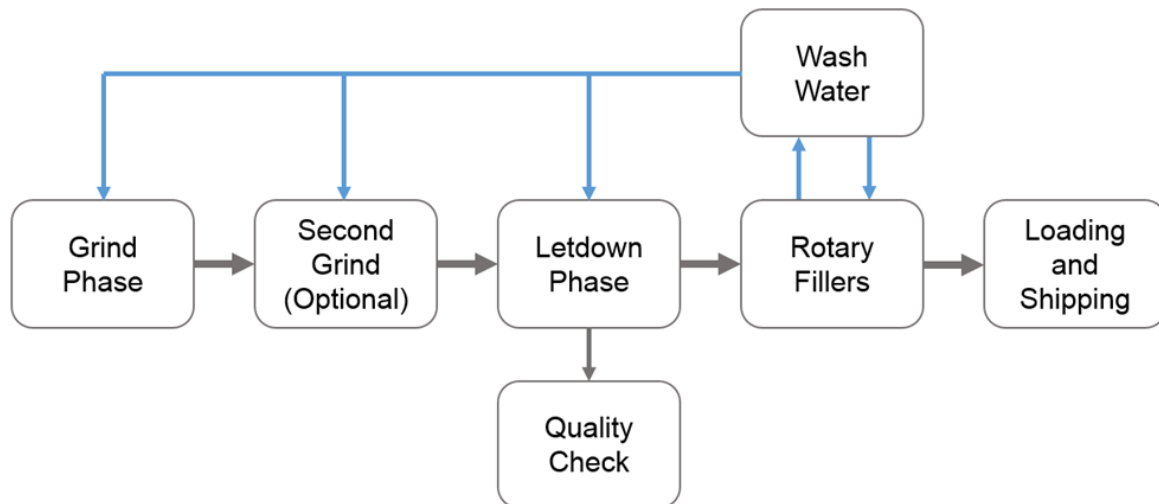 Wash
Water
Grind
Phase
Second
Grind
(Optional)
Letdown
Phase
Rotary
Fillers
Loading
and
Shipping
Quality
Check